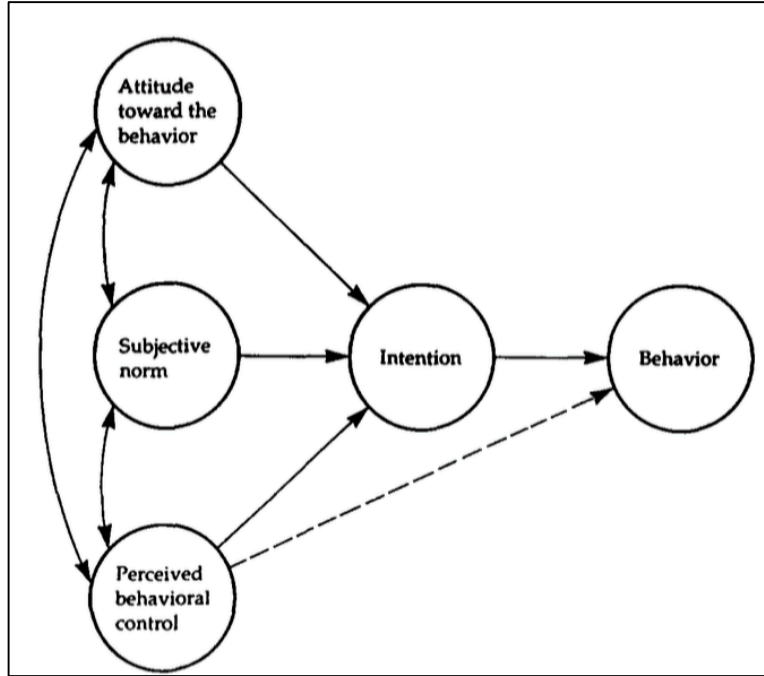 Attitude
toward the
behavior
Subjective
norm
Intention
Behavior
Perceived
behavioral
control